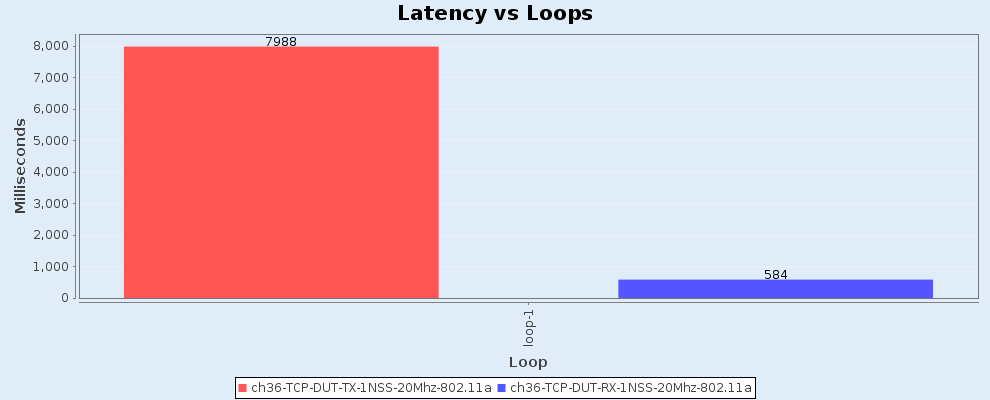 Latency vs Loops
7988
8,000
7,000
6,000
5,000
4,000
3,000
2,000
1,000
0
Milliseconds
584
loop-1
Loop
ch36-TCP-DUT-TX-1NSS-20Mhz-802.11a ch36-TCP-DUT-RX-1NSS-20Mhz-802.11a